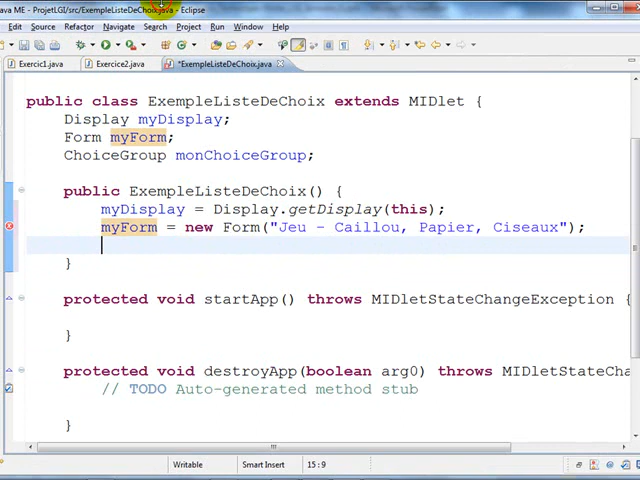 ava ME - ProjetLGI/src/ExempleListeDeChoix.java - Eclipse
Edit Source Refactor Navigate Search Project Run Window Help
Exercic1.java Exercice2.java *ExempleListeDeChoix.java
public class ExempleListeDeChoix extends MIDlet {
Display myDisplay;
Form myForm;
ChoiceGroup monChoiceGroup;
public ExempleListeDeChoix() {
myDisplay = Display.getDisplay(this);
myForm = new Form("Jeu - Caillou, Papier, Ciseaux");
}
protected void startApp() throws MIDletStateChangeException {
}
protected void destroyApp(boolean arg0) throws MIDletStateCha
// TODO Auto-generated method stub
}
Writable Smart Insert 15 : 9